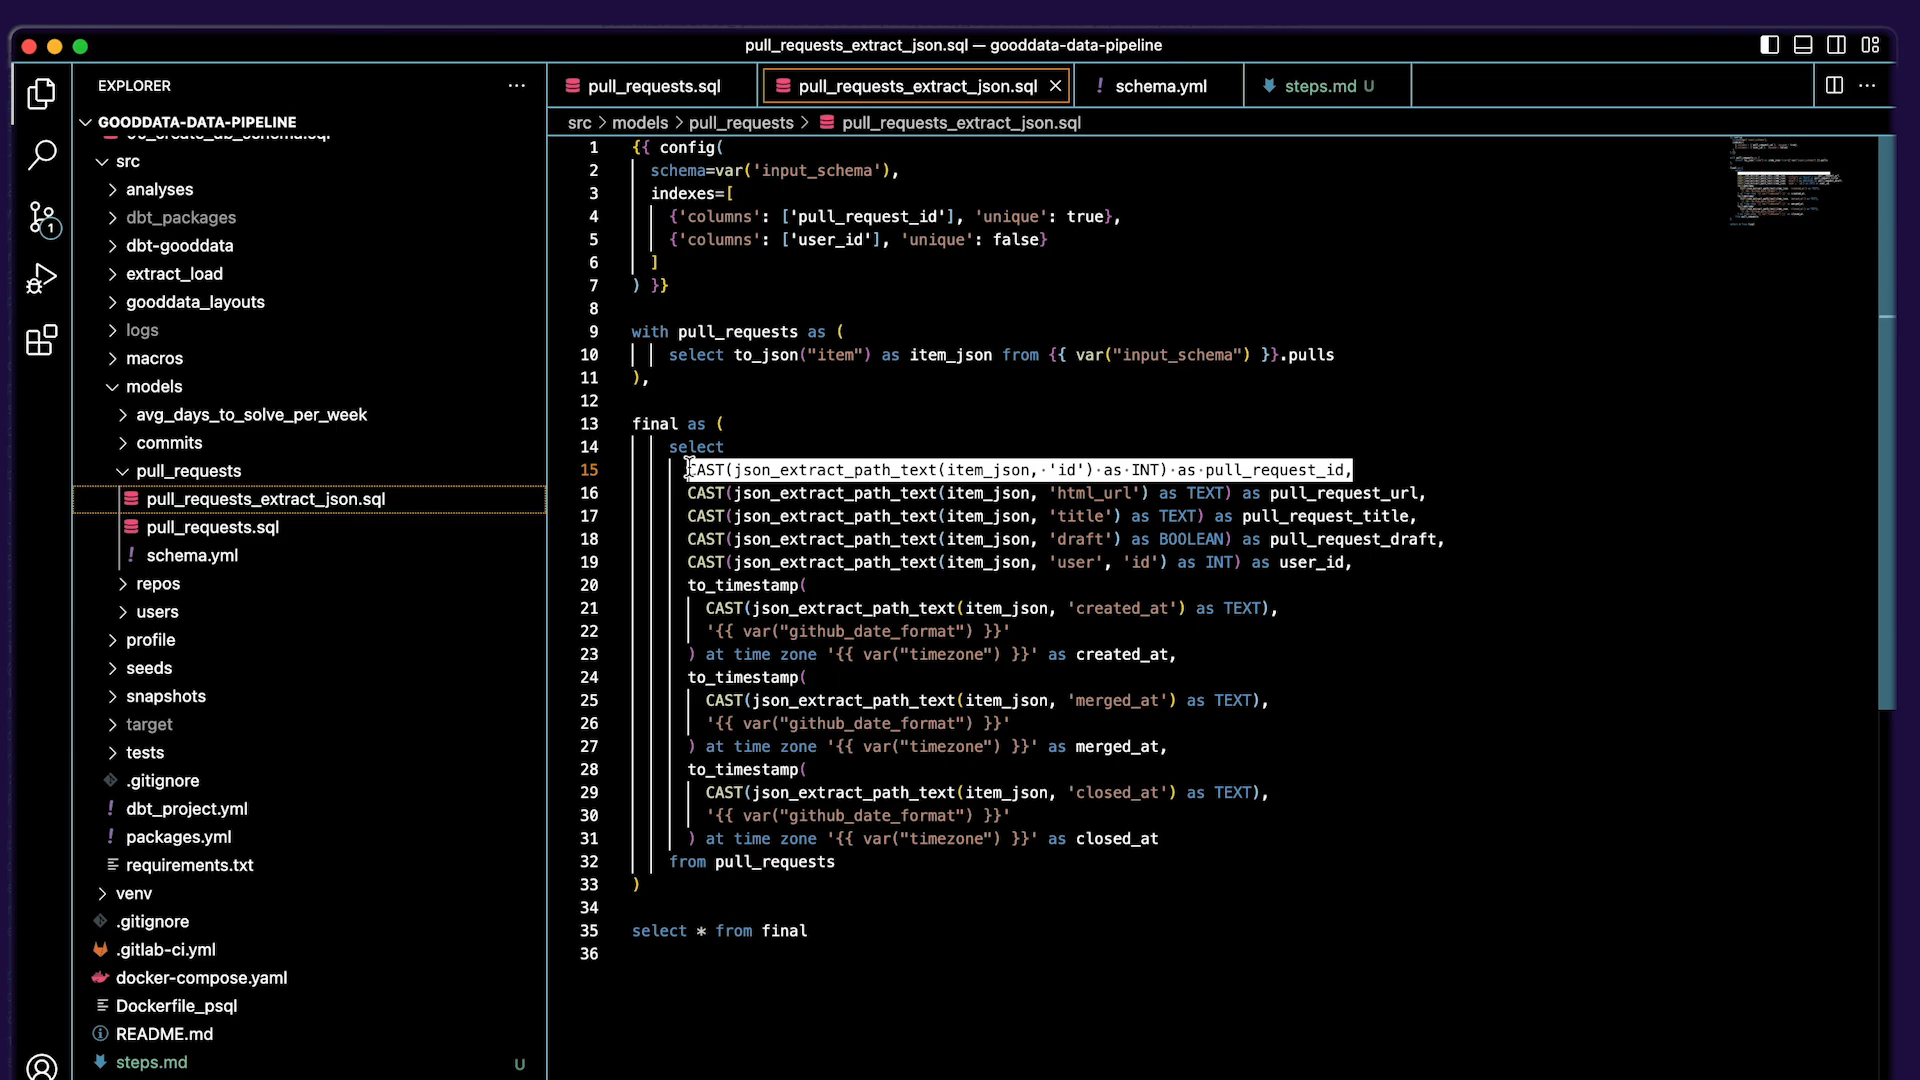 pull_requests_extract_json.sql — gooddata-data-pipeline
EXPLORER
GOODDATA-DATA-PIPELINE
src
analyses
dbt_packages
dbt-gooddata
extract_load
gooddata_layouts
logs
macros
models
avg_days_to_solve_per_week
commits
pull_requests
pull_requests_extract_json.sql
pull_requests.sql
schema.yml
repos
users
profile
seeds
snapshots
target
tests
.gitignore
dbt_project.yml
packages.yml
requirements.txt
venv
.gitignore
.gitlab-ci.yml
docker-compose.yaml
Dockerfile_psql
README.md
steps.md U
1
pull_requests.sql
pull_requests_extract_json.sql
schema.yml
steps.md U
src > models > pull_requests > pull_requests_extract_json.sql
1 {{ config(
2 schema=var('input_schema'),
3 indexes=[
4 {'columns': ['pull_request_id'], 'unique': true},
5 {'columns': ['user_id'], 'unique': false}
6 ]
7 ) }}
8
9 with pull_requests as (
10 select to_json("item") as item_json from {{ var("input_schema") }}.pulls
11 ),
12
13 final as (
14 select
15 CAST(json_extract_path_text(item_json, 'id') as INT) as pull_request_id,
16 CAST(json_extract_path_text(item_json, 'html_url') as TEXT) as pull_request_url,
17 CAST(json_extract_path_text(item_json, 'title') as TEXT) as pull_request_title,
18 CAST(json_extract_path_text(item_json, 'draft') as BOOLEAN) as pull_request_draft,
19 CAST(json_extract_path_text(item_json, 'user', 'id') as INT) as user_id,
20 to_timestamp(
21 CAST(json_extract_path_text(item_json, 'created_at') as TEXT),
22 '{{ var("github_date_format") }}'
23 ) at time zone '{{ var("timezone") }}' as created_at,
24 to_timestamp(
25 CAST(json_extract_path_text(item_json, 'merged_at') as TEXT),
26 '{{ var("github_date_format") }}'
27 ) at time zone '{{ var("timezone") }}' as merged_at,
28 to_timestamp(
29 CAST(json_extract_path_text(item_json, 'closed_at') as TEXT),
30 '{{ var("github_date_format") }}'
31 ) at time zone '{{ var("timezone") }}' as closed_at
32 from pull_requests
33 )
34
35 select * from final
36